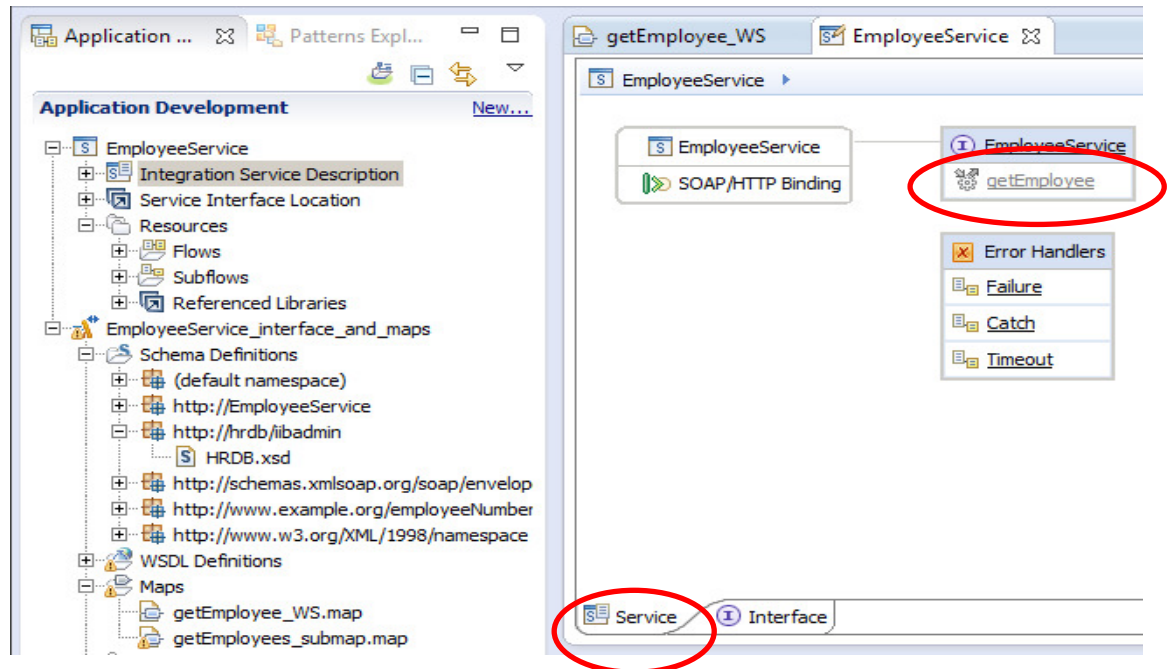 Application ...
Patterns Expl...
Application Development
New...
EmployeeService
Integration Service Description
Service Interface Location
Resources
Flows
Subflows
Referenced Libraries
EmployeeService_interface_and_maps
Schema Definitions
(default namespace)
http://EmployeeService
http://hrdb/iibadmin
HRDB.xsd
http://schemas.xmlsoap.org/soap/envelop
http://www.example.org/employeeNumber
http://www.w3.org/XML/1998/namespace
WSDL Definitions
Maps
getEmployee_WS.map
getEmployees_submap.map
getEmployee_WS
EmployeeService
EmployeeService
EmployeeService
SOAP/HTTP Binding
EmployeeService
getEmployee
Error Handlers
Failure
Catch
Timeout
Service
Interface